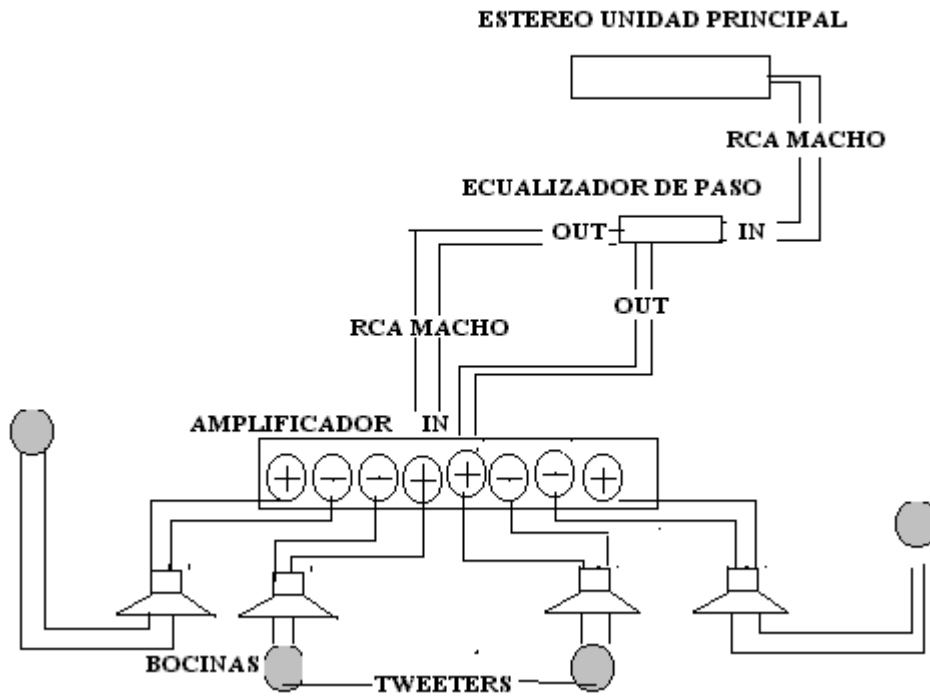 ESTEREO UNIDAD PRINCIPAL
RCA MACHO
ECUALIZADOR DE PASO
OUT
IN
OUT
RCA MACHO
AMPLIFICADOR IN
+ - - + + - - +
BOCINAS
TWEETERS